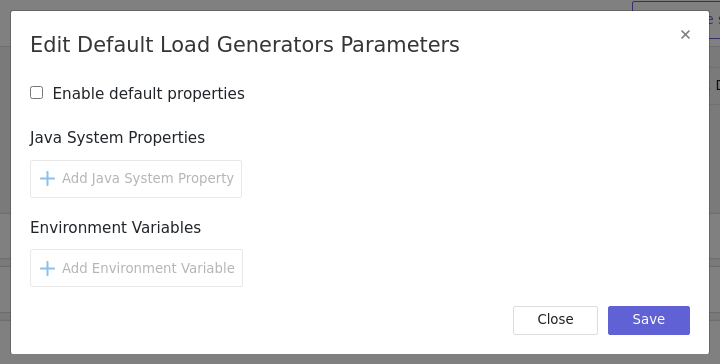 Edit Default Load Generators Parameters
×
Enable default properties
Java System Properties
Add Java System Property
Environment Variables
Add Environment Variable
Close
Save